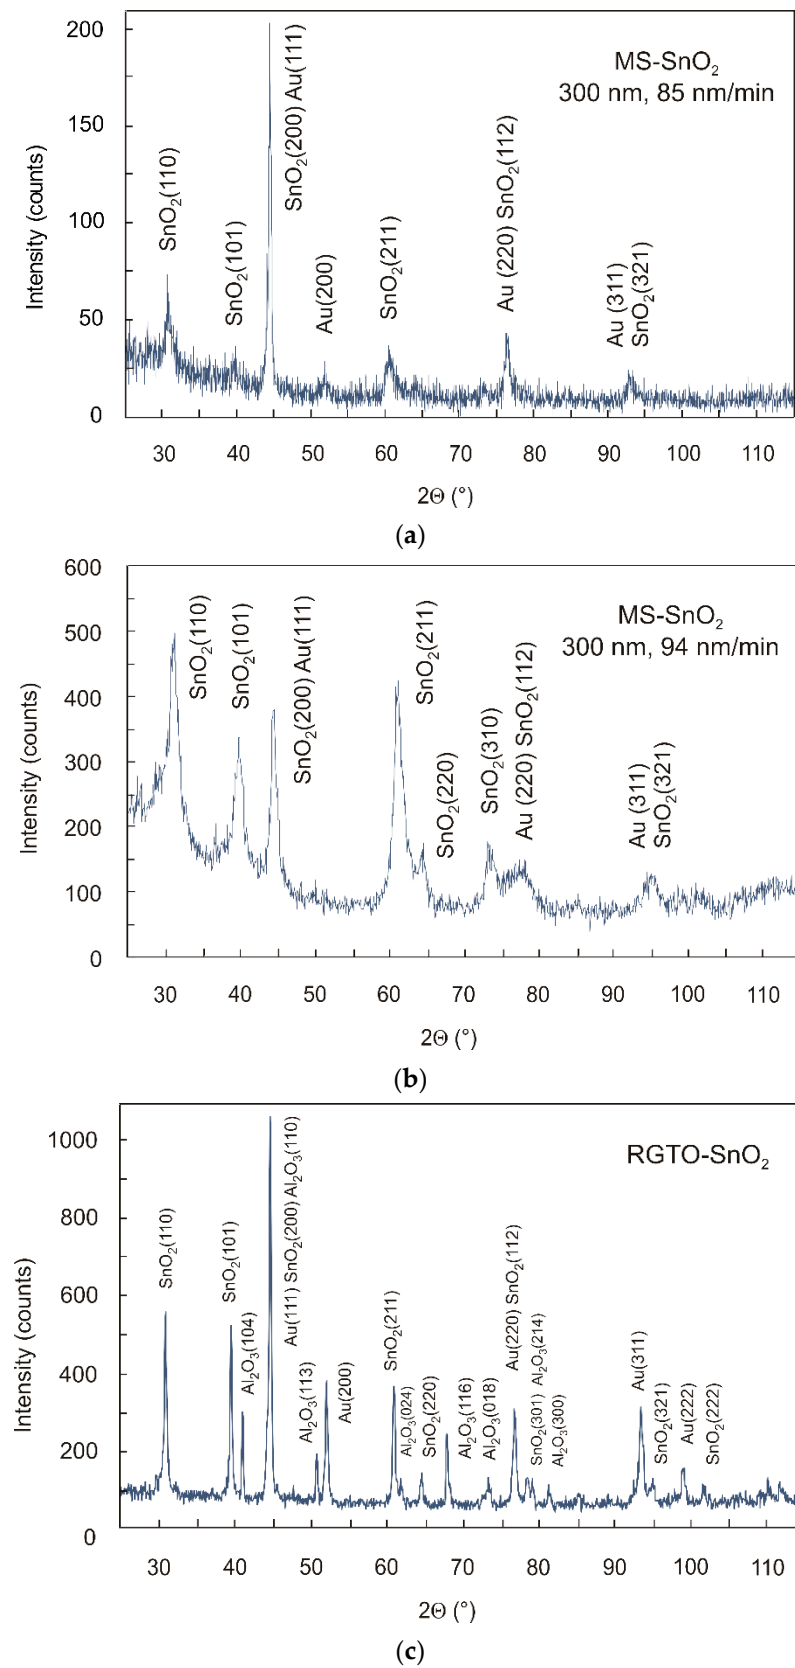 200
150
100
50
0
Intensity (counts)
MS-SnO₂
300 nm, 85 nm/min
SnO₂(110)
SnO₂(101)
SnO₂(200) Au(111)
Au(200)
SnO₂(211)
Au (220) SnO₂(112)
Au (311)
SnO₂(321)
30 40 50 60 70 80 90 100 110
2Θ (°)
(a)
600
500
400
300
200
100
0
Intensity (counts)
MS-SnO₂
300 nm, 94 nm/min
SnO₂(110)
SnO₂(101)
SnO₂(200) Au(111)
SnO₂(211)
SnO₂(220)
SnO₂(310)
Au (220) SnO₂(112)
Au (311)
SnO₂(321)
30 40 50 60 70 80 90 100 110
2Θ (°)
(b)
1000
800
600
400
200
0
Intensity (counts)
RGTO-SnO₂
SnO₂(110)
SnO₂(101)
Al₂O₃(104)
Au(111) SnO₂(200) Al₂O₃(110)
Al₂O₃(113)
Au(200)
SnO₂(211)
Al₂O₃(024)
SnO₂(220)
Al₂O₃(116)
Al₂O₃(018)
Au(220) SnO₂(112)
SnO₂(301) Al₂O₃(214)
Al₂O₃(300)
Au(311)
SnO₂(321)
Au(222)
SnO₂(222)
30 40 50 60 70 80 90 100 110
2Θ (°)
(c)